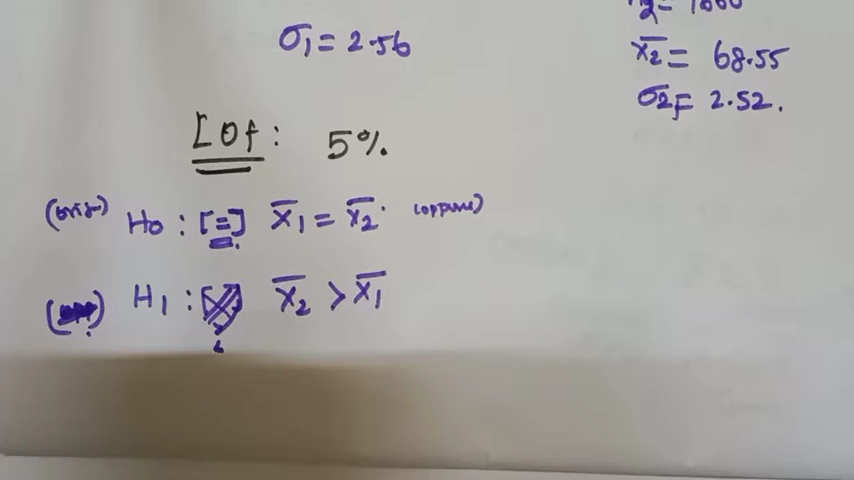 σ₁ = 2.56
x̄₂ = 68.55
σ₂ = 2.52.
LOf: 5%
H₀ : [=] x̄₁ = x̄₂.
H₁ : x̄₂ > x̄₁